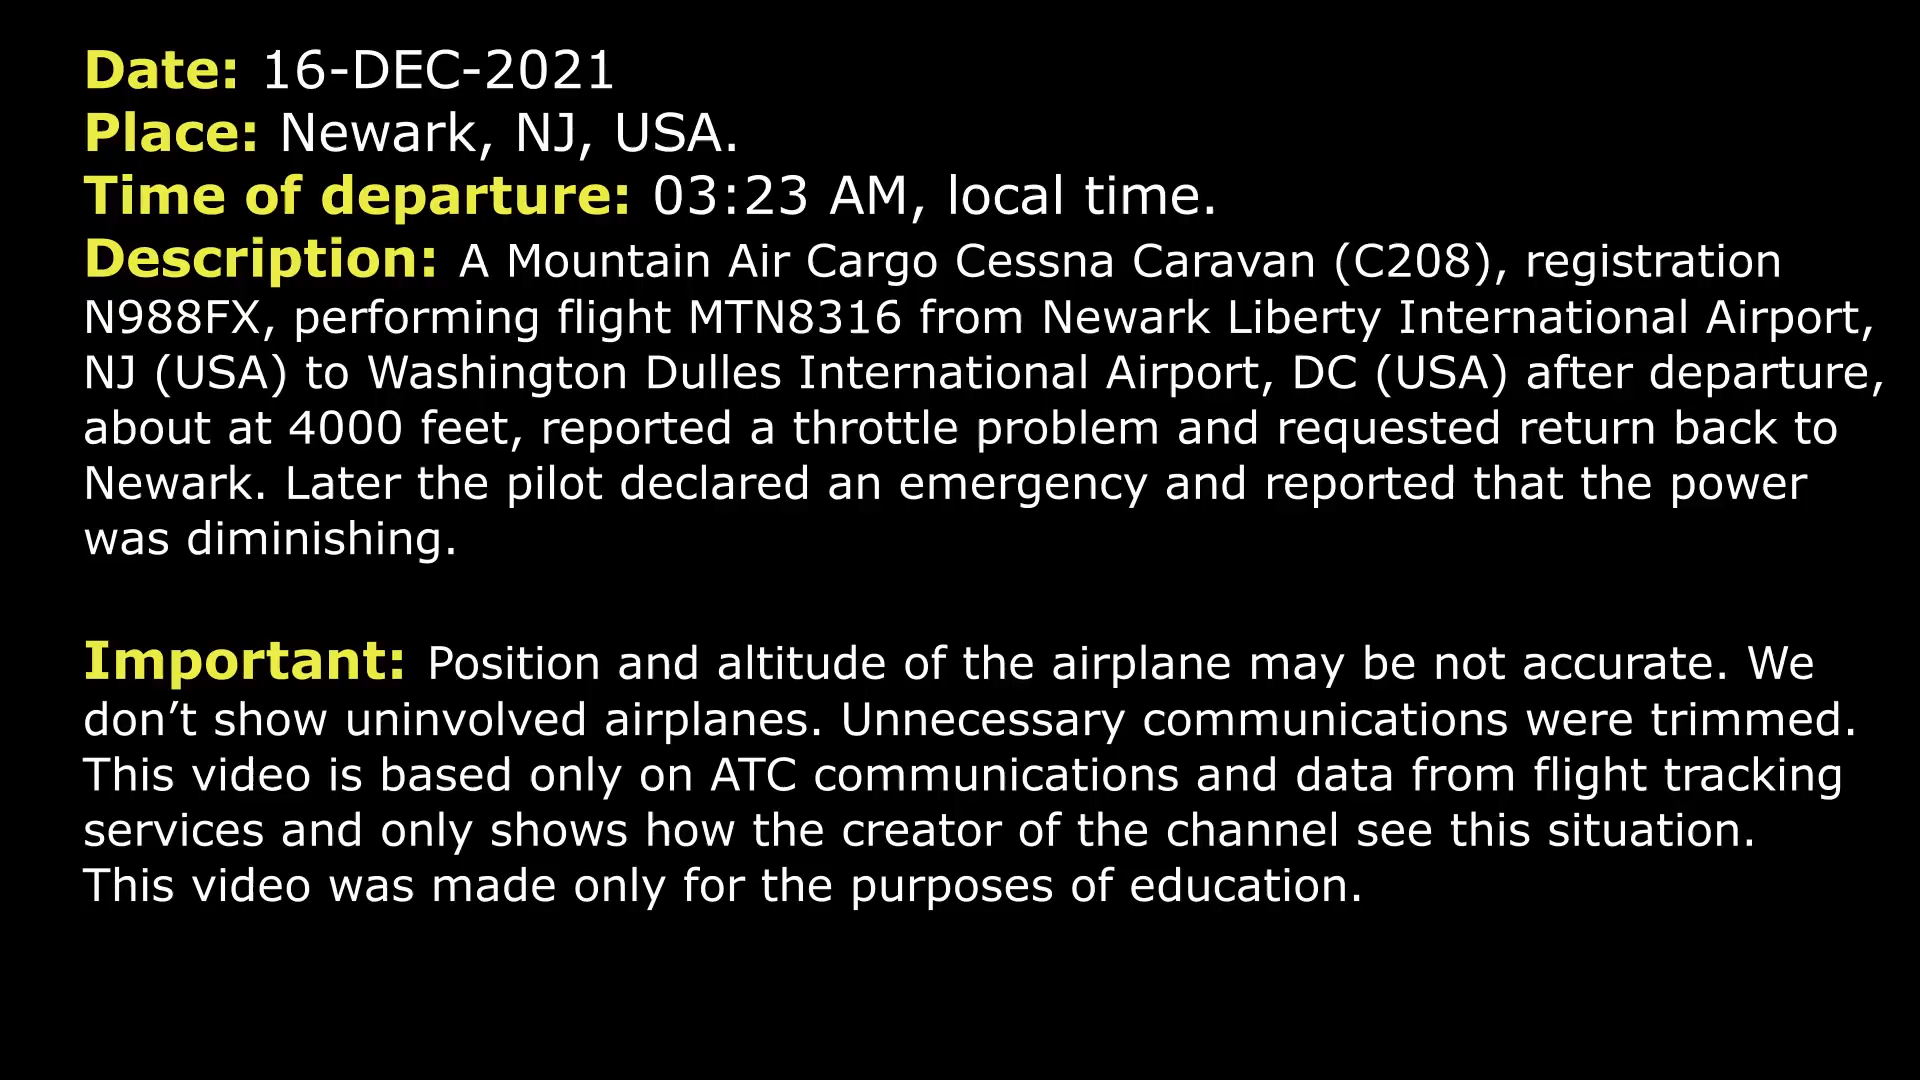 Date: 16-DEC-2021
Place: Newark, NJ, USA.
Time of departure: 03:23 AM, local time.
Description: A Mountain Air Cargo Cessna Caravan (C208), registration
N988FX, performing flight MTN8316 from Newark Liberty International Airport,
NJ (USA) to Washington Dulles International Airport, DC (USA) after departure,
about at 4000 feet, reported a throttle problem and requested return back to
Newark. Later the pilot declared an emergency and reported that the power
was diminishing.
Important: Position and altitude of the airplane may be not accurate. We
don’t show uninvolved airplanes. Unnecessary communications were trimmed.
This video is based only on ATC communications and data from flight tracking
services and only shows how the creator of the channel see this situation.
This video was made only for the purposes of education.